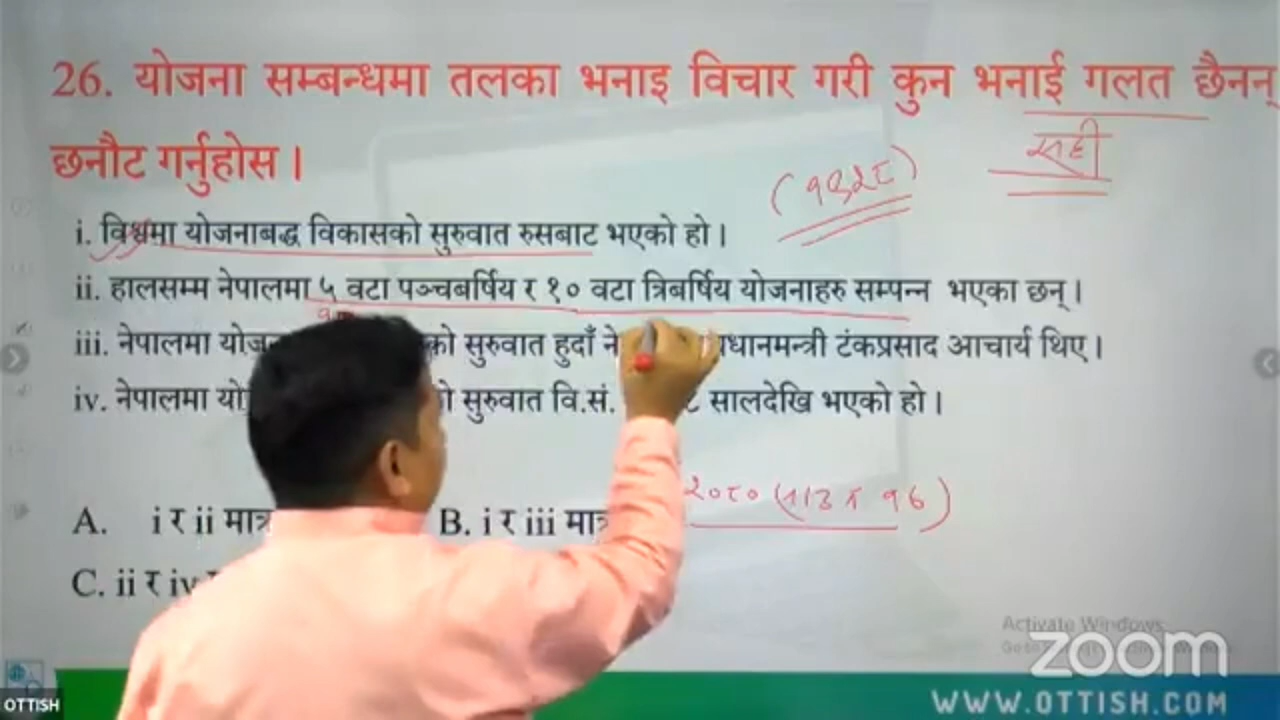 26. योजना सम्बन्धमा तलका भनाइ विचार गरी कुन भनाई गलत छैनन्
छनौट गर्नुहोस ।
सही
(१९२८)
i. विश्वमा योजनाबद्ध विकासको सुरुवात रुसबाट भएको हो ।
ii. हालसम्म नेपालमा ५ वटा पञ्चबर्षिय र १० वटा त्रिबर्षिय योजनाहरु सम्पन्न भएका छन् ।
iii. नेपालमा को सुरुवात हुदाँ टंकप्रसाद आचार्य थिए ।
iv. नेपालमा सुरुवात वि.सं. सालदेखि भएको हो ।
A. i र ii मात्र
B. i र iii
C. ii र iv
Activate Windows
zoom
OTTISH
WWW.OTTISH.COM